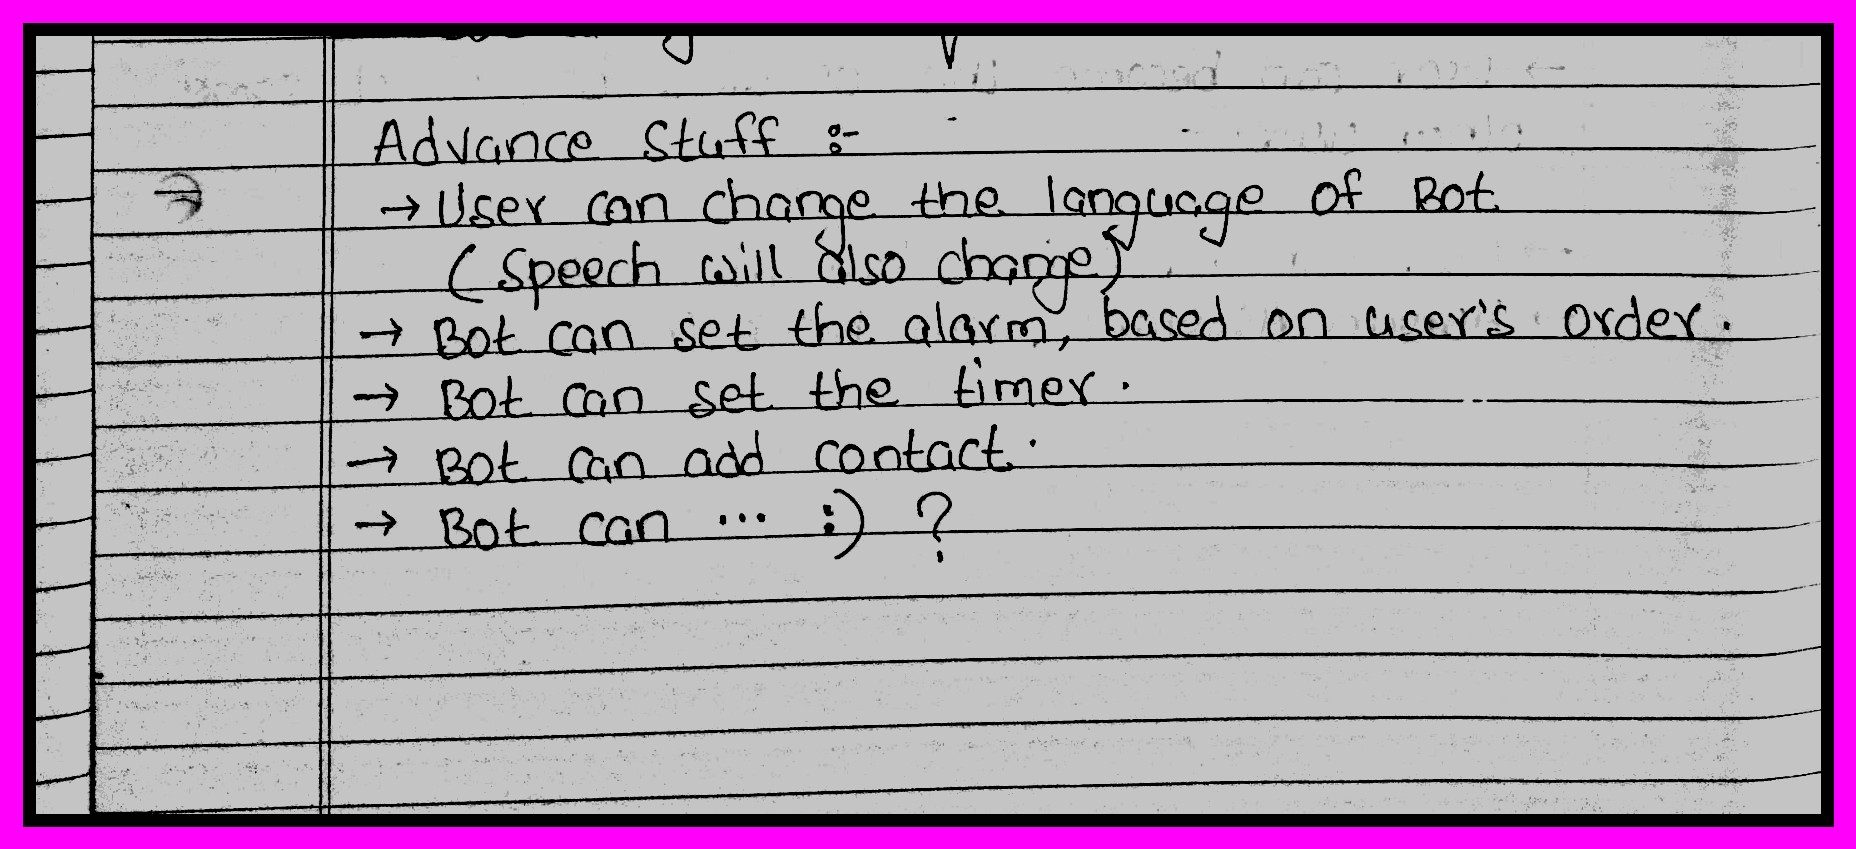 Advance Stuff :-
→ User can change the language of Bot
(Speech will also change)
→ Bot can set the alarm, based on user's order.
→ Bot can set the timer.
→ Bot can add contact.
→ Bot can ... :) ?